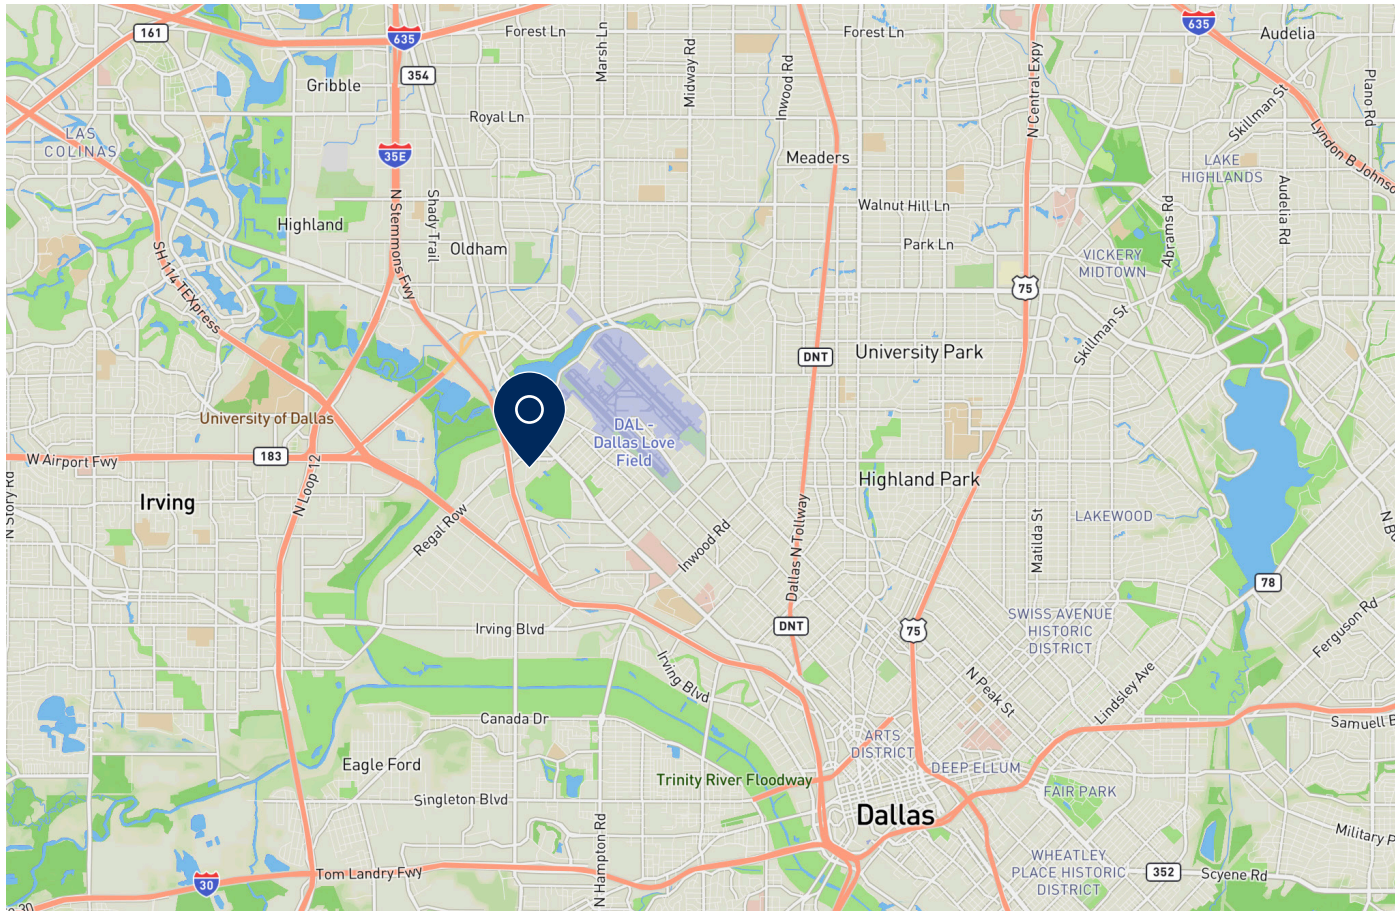 161
635
Forest Ln
Forest Ln
635
Audelia
Marsh Ln
Midway Rd
Inwood Rd
N Central Expy
Plano Rd
354
Gribble
Royal Ln
Skillman St
LAS
COLINAS
35E
Meaders
Lyndon B Johnso
LAKE
HIGHLANDS
Audelia Rd
Abrams Rd
N Stemmons Fwy
Shady Trail
Highland
Walnut Hill Ln
Oldham
Park Ln
VICKERY
MIDTOWN
SH 114 TEXpress
75
Skillman St
DNT
University Park
University of Dallas
DAL -
Dallas Love
Field
183
W Airport Fwy
N Story Rd
N Loop 12
Irving
Highland Park
Regal Row
Inwood Rd
Dallas N Tollway
Matilda St
LAKEWOOD
78
Irving Blvd
DNT
75
SWISS AVENUE
HISTORIC
DISTRICT
Ferguson Rd
Irving Blvd
N Peak St
Lindsley Ave
Canada Dr
Samuell B
ARTS
DISTRICT
Eagle Ford
Trinity River Floodway
DEEP ELLUM
Singleton Blvd
FAIR PARK
Dallas
N Hampton Rd
Military P
30
Tom Landry Fwy
WHEATLEY
PLACE HISTORIC
DISTRICT
352
Scyene Rd